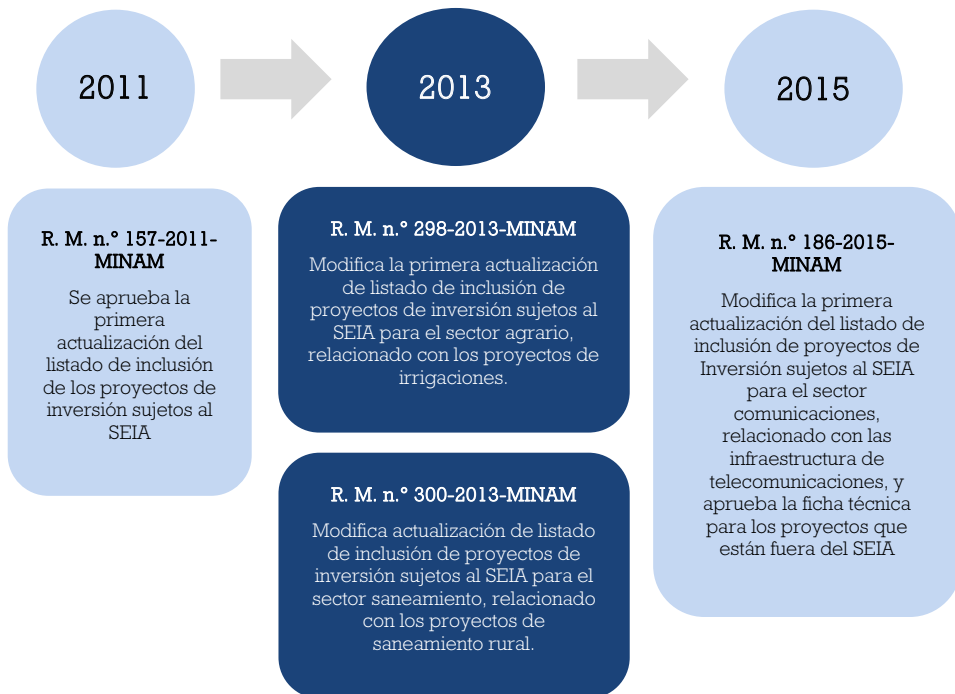 2011
2013
2015
R. M. n.° 157-2011-
MINAM
Se aprueba la
primera
actualización del
listado de inclusión
de los proyectos de
inversión sujetos al
SEIA
R. M. n.° 298-2013-MINAM
Modifica la primera actualización
de listado de inclusión de
proyectos de inversión sujetos al
SEIA para el sector agrario,
relacionado con los proyectos de
irrigaciones.
R. M. n.° 300-2013-MINAM
Modifica actualización de listado
de inclusión de proyectos de
inversión sujetos al SEIA para el
sector saneamiento, relacionado
con los proyectos de
saneamiento rural.
R. M. n.° 186-2015-
MINAM
Modifica la primera
actualización del listado de
inclusión de proyectos de
Inversión sujetos al SEIA
para el sector
comunicaciones,
relacionado con las
infraestructura de
telecomunicaciones, y
aprueba la ficha técnica
para los proyectos que
están fuera del SEIA